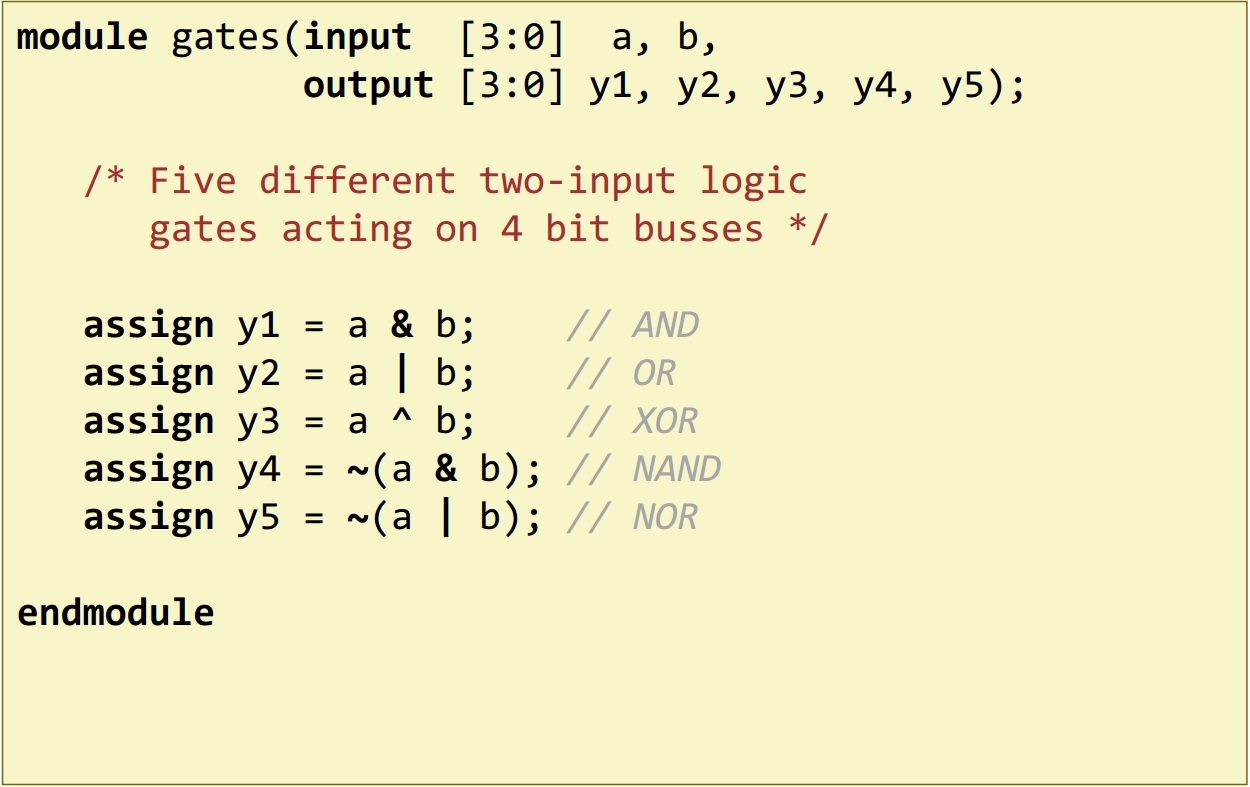 module gates(input  [3:0]  a, b,
             output [3:0] y1, y2, y3, y4, y5);
   /* Five different two-input logic
      gates acting on 4 bit busses */
   assign y1 = a & b;    // AND
   assign y2 = a | b;    // OR
   assign y3 = a ^ b;    // XOR
   assign y4 = ~(a & b); // NAND
   assign y5 = ~(a | b); // NOR
endmodule